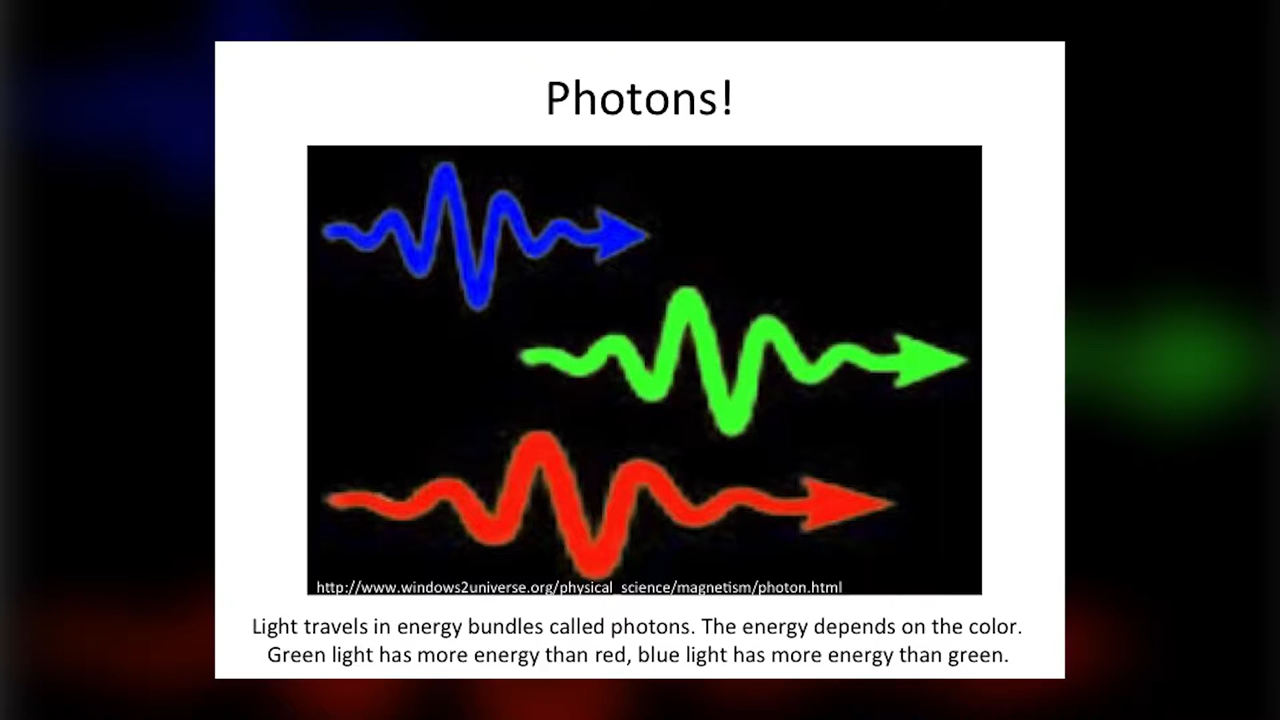 Photons!
http://www.windows2universe.org/physical_science/magnetism/photon.html
Light travels in energy bundles called photons. The energy depends on the color.
Green light has more energy than red, blue light has more energy than green.